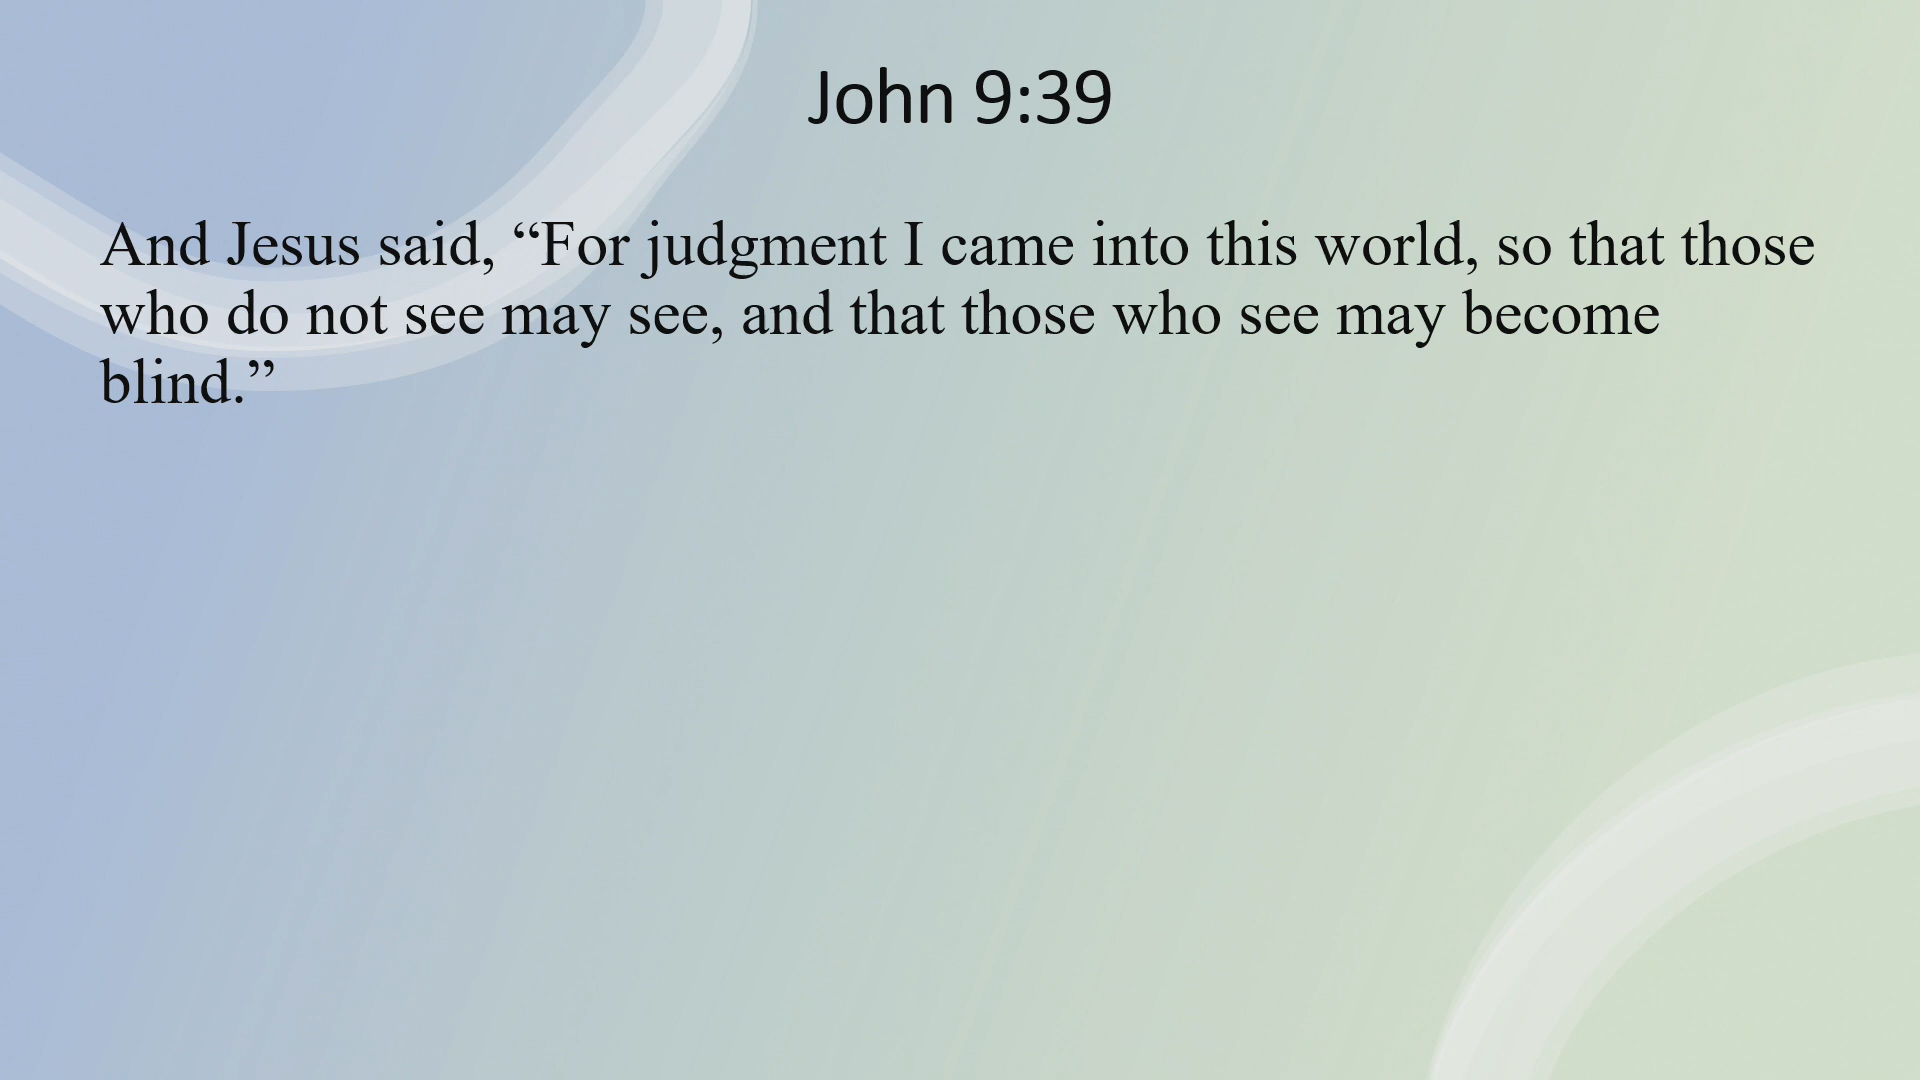 John 9:39
And Jesus said, “For judgment I came into this world, so that those
who do not see may see, and that those who see may become
blind.”